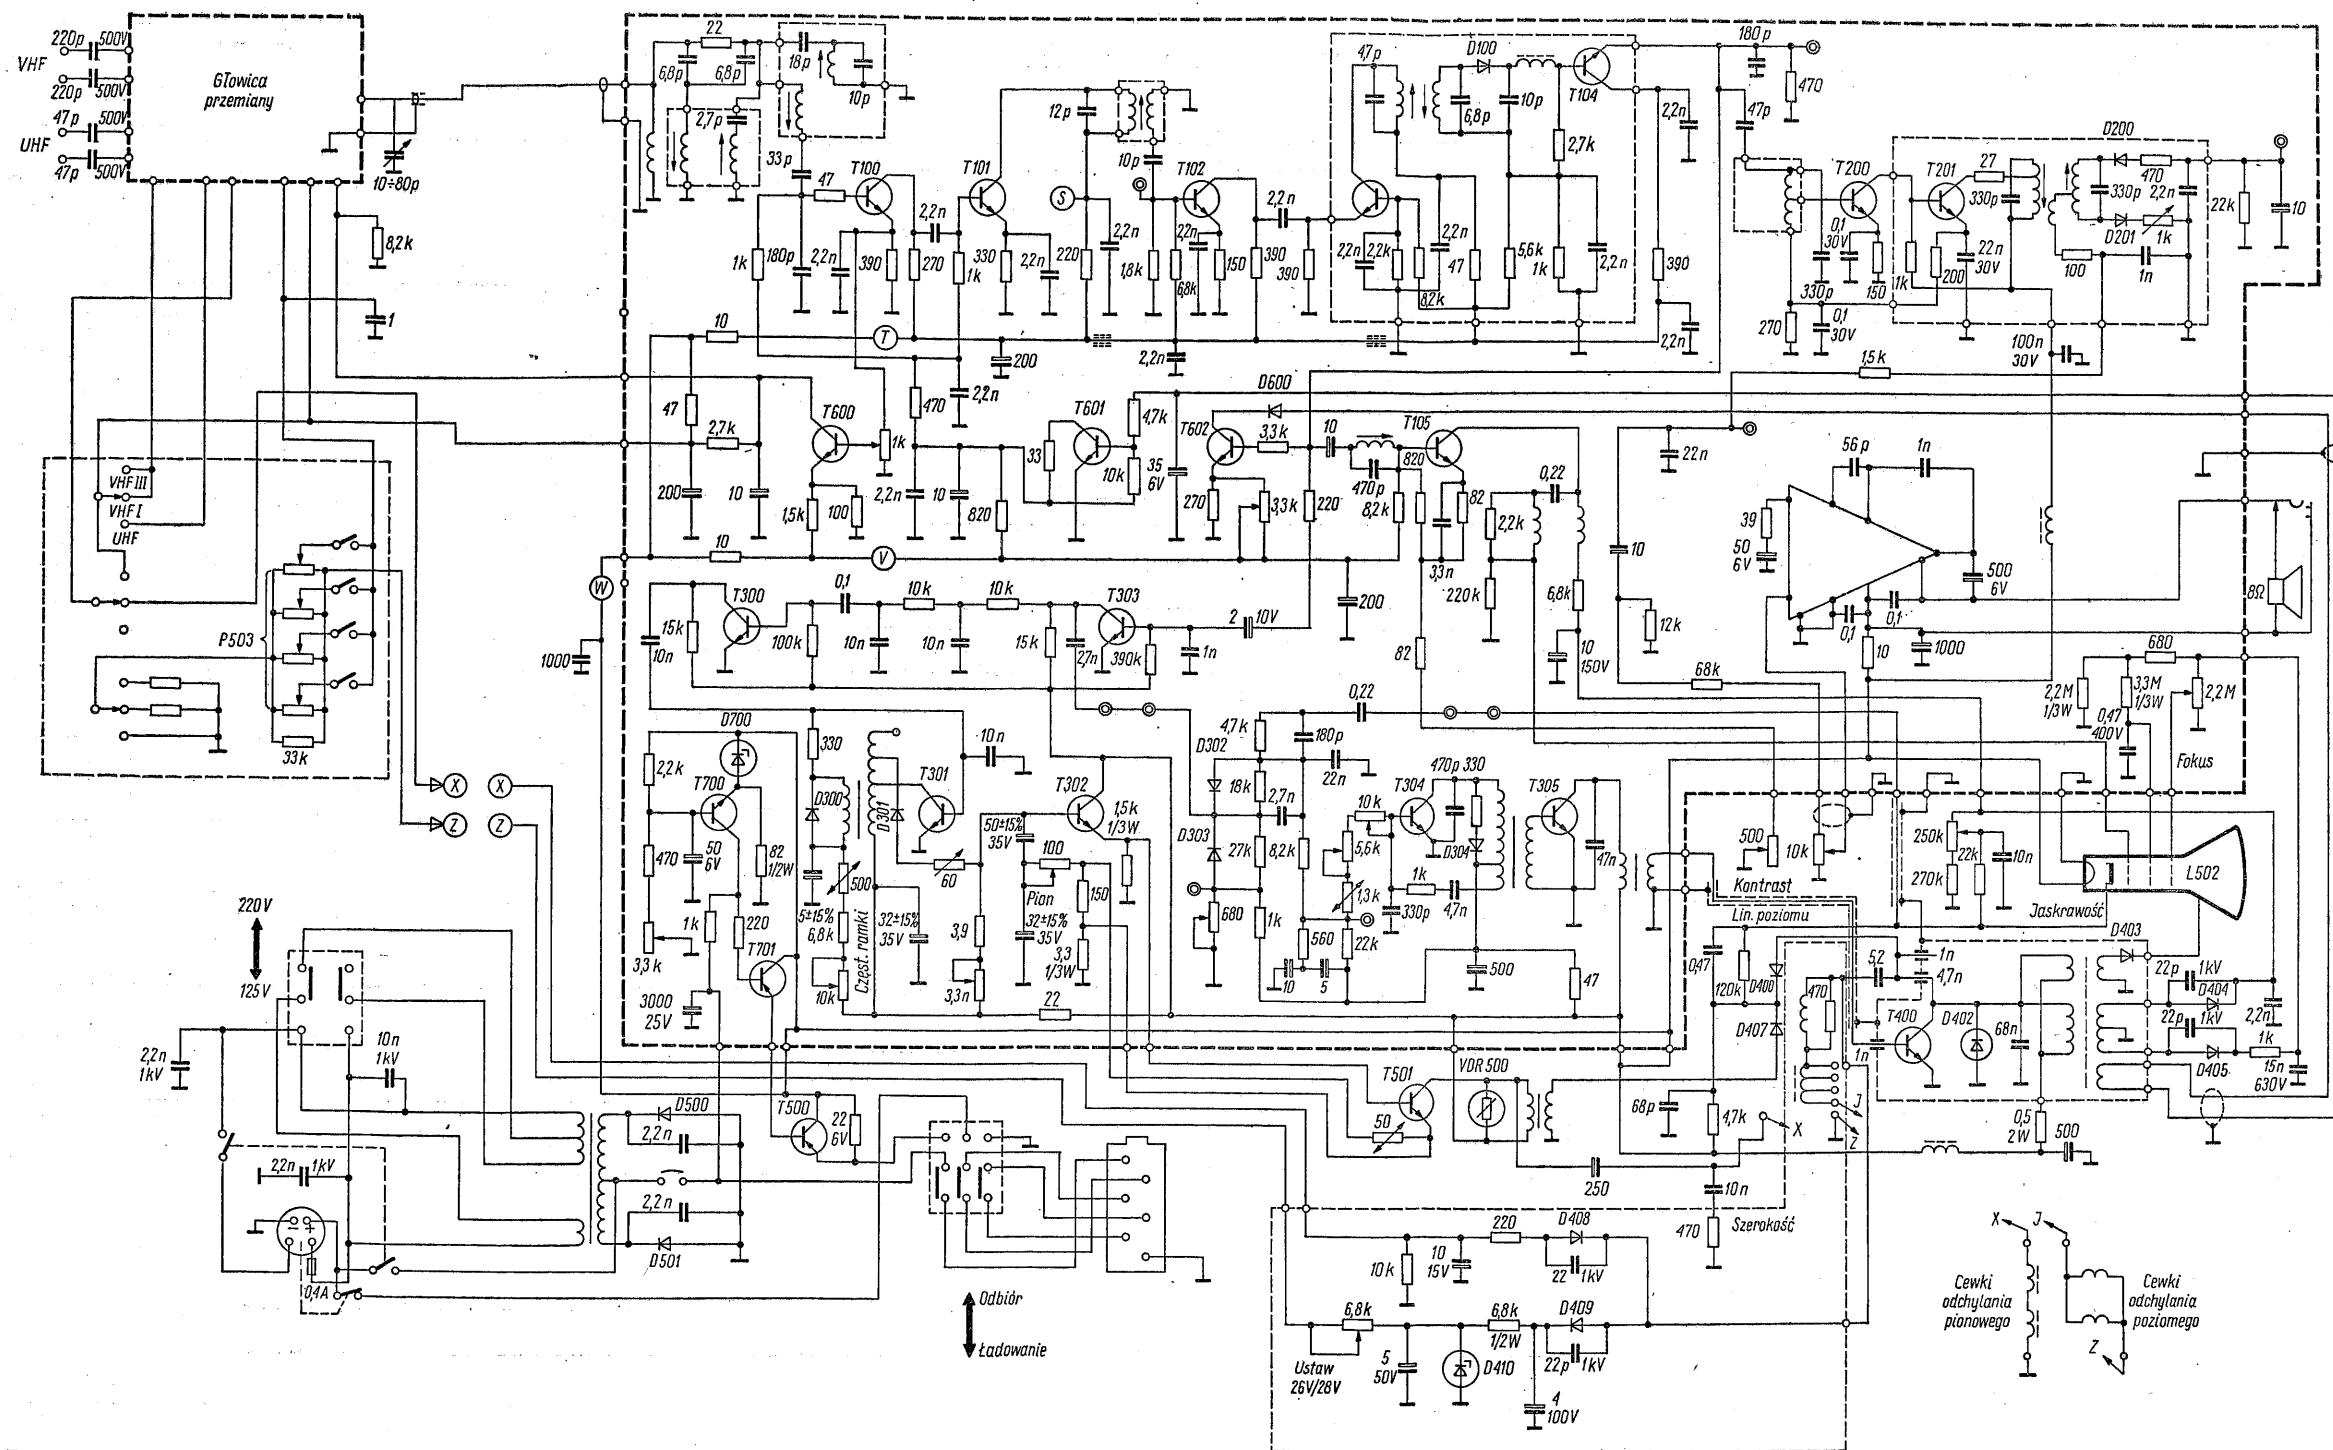 220p 500V
VHF
220p 500V
47p 500V
UHF
47p 500V
Głowica
przemiany
10÷80p
8,2k
1
22
6,8p
6,8p
18p
10p
2,7p
33p
47
T100
T101
12p
10p
S
T102
2,2n
1k
180p
2,2n
390
270
2,2n
1k
330
2,2n
220
2,2n
1,8k
22n
6,8k
150
390
390
47p
D100
6,8p
10p
T104
2,7k
2,2n
2,2k
8,2k
2,2n
47
5,6k
1k
2,2n
390
2,2n
2,2n
180p
470
47p
T200
T201
D200
27
330p
330p
470
2,2n
D201
1k
100
1n
22k
10
0,1
30V
330p
150
1k
200
22n
30V
270
0,1
30V
100n
30V
1,5k
10
T
200
2,2n
47
2,7k
200
10
T600
1k
470
2,2n
1,5k
100
2,2n
10
820
33
T601
4,7k
10k
35
6V
D600
T602
3,3k
270
3,3k
10
470p
220
8,2k
820
T105
82
33n
2,2k
0,22
220k
6,8k
10
150V
22n
10
12k
68k
56p
1n
39
50
6V
500
6V
0,1
0,1
10
1000
8Ω
680
2,2M
1/3W
3,3M
1/3W
2,2M
0,47
400V
Fokus
VHF III
VHF I
UHF
P503
33k
X
X
Z
Z
10
V
W
200
1000
10n
15k
T300
0,1
100k
10k
10n
10k
10n
15k
2,7n
T303
390k
1n
2 10V
82
D700
2,2k
T700
470
50
6V
82
1/2W
3,3k
1k
220
T701
3000
25V
330
D300
D301
T301
10n
500
5±15%
6,8k
10k
Częst. ramki
32±15%
35V
60
3,9
3,3n
22
T302
50±15%
35V
100
Pion
32±15%
35V
150
3,3
1/3W
1,5k
1/3W
0,22
D302
4,7k
18k
180p
22n
2,7n
D303
27k
8,2k
680
1k
560
10
5
22k
10k
5,6k
1,3k
T304
470p 330
D304
1k
330p
4,7n
500
47
T305
47n
500
10k
Kontrast
Lin. poziomu
250k
22k
270k
10n
L502
Jaskrawość
D403
0,47
120k
D400
D407
470
5,2
1n
4,7n
T400
D402
68n
1n
22p 1kV
D404
22p 1kV
D405
2,2n
1k
15n
630V
0,5
2W
500
220V
125V
2,2n
1kV
10n
1kV
2,2n 1kV
- +
0,4A
D500
2,2n
2,2n
D501
T500
22
6V
Odbiór
Ładowanie
T501
50
VDR 500
68p
4,7k
X
J
Z
250
10n
470
Szerokość
10k
10
15V
220
D408
22 1kV
6,8k
Ustaw
26V/28V
5
50V
D410
6,8k
1/2W
D409
22p 1kV
4
100V
X
J
Cewki
odchylania
pionowego
Cewki
odchylania
poziomego
Z